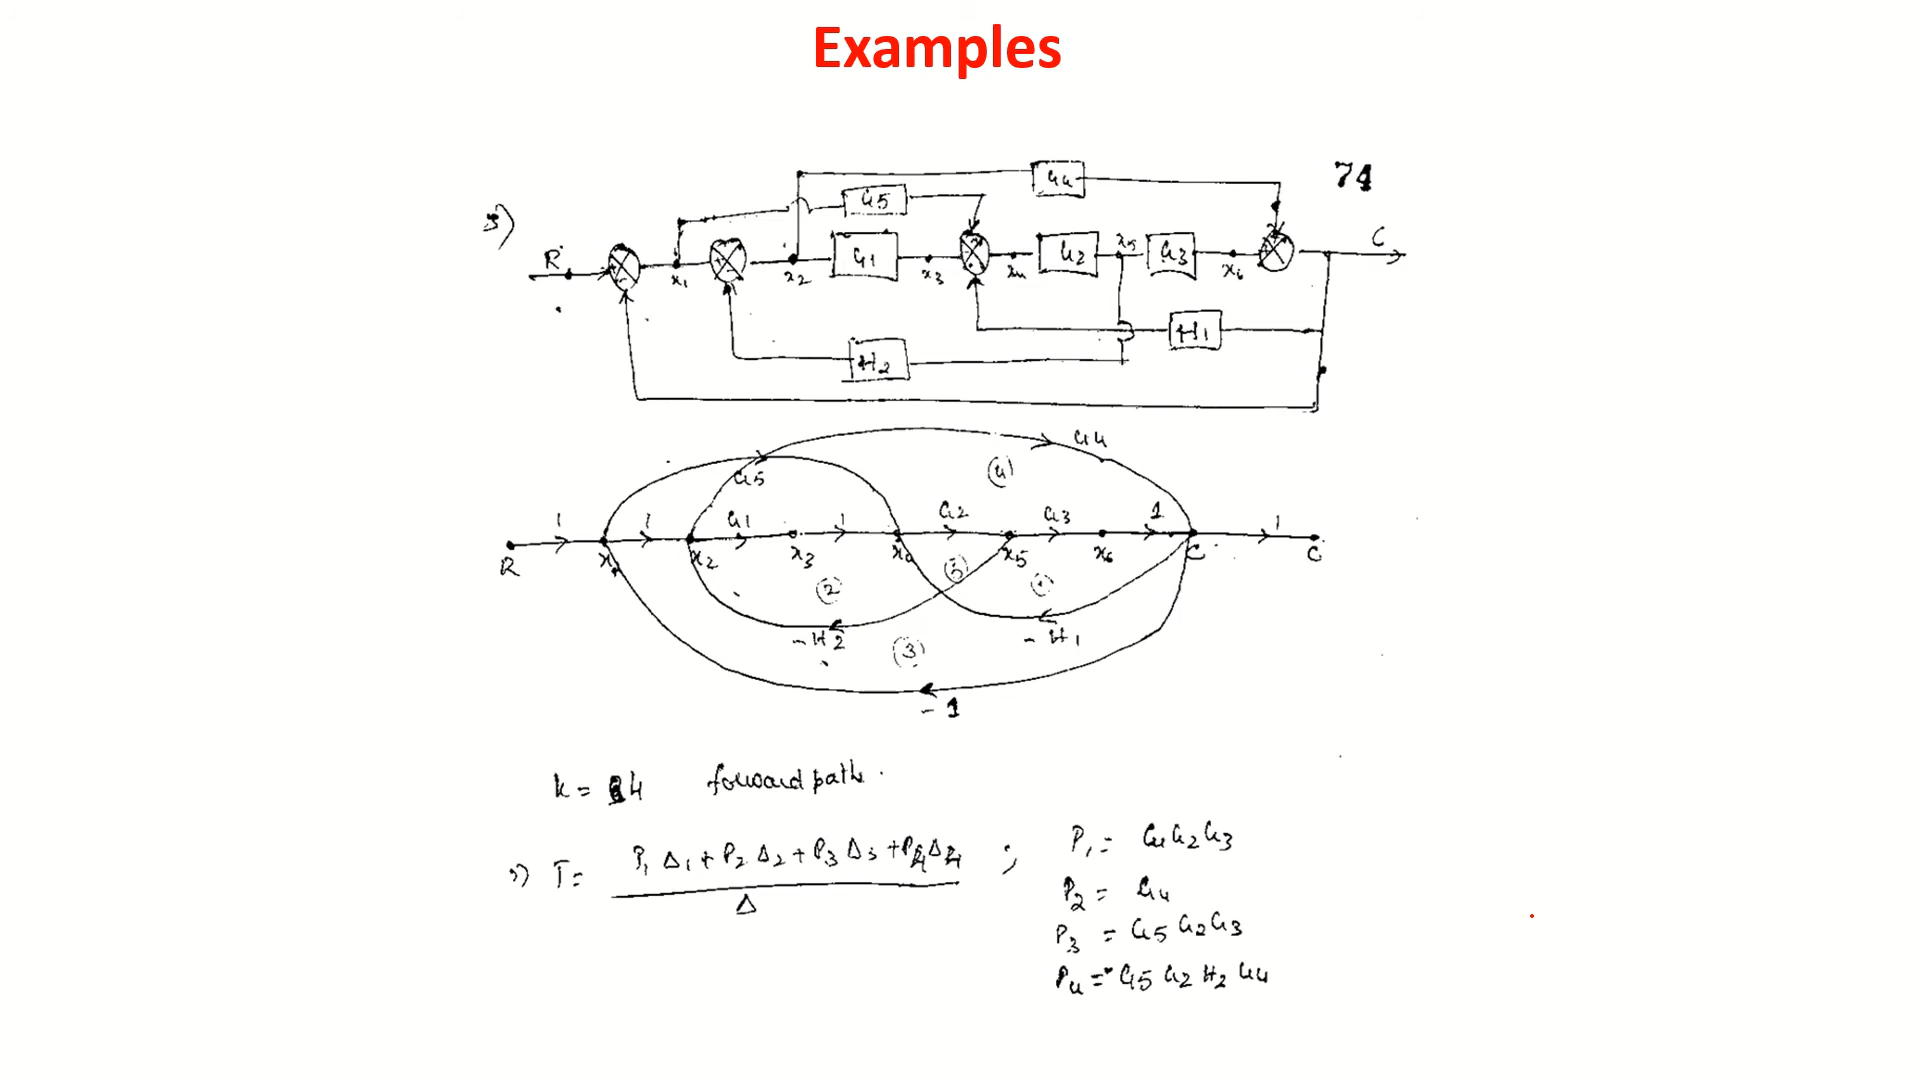 Examples
74
G4
G5
R x1 x2 G1 x3 x4 G2 x5 G3 x6 C
H1
H2
G4
④
G5
1 1 G1 1 G2 G3 1 1
R x1 x2 x3 x4 x5 x6 C C
② ⑤ ①
-H2 -H1
③
-1
k = 4 forward path.
T = P1 Δ1 + P2 Δ2 + P3 Δ3 + P4 Δ4 ;
Δ
P1 = G1G2G3
P2 = G4
P3 = G5 G2G3
P4 = G5 G2 H2 G4